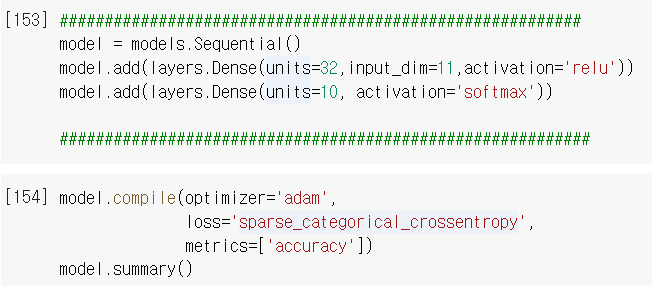 [153] ##########################################################
model = models.Sequential()
model.add(layers.Dense(units=32,input_dim=11,activation='relu'))
model.add(layers.Dense(units=10, activation='softmax'))
###########################################################
[154] model.compile(optimizer='adam',
loss='sparse_categorical_crossentropy',
metrics=['accuracy'])
model.summary()